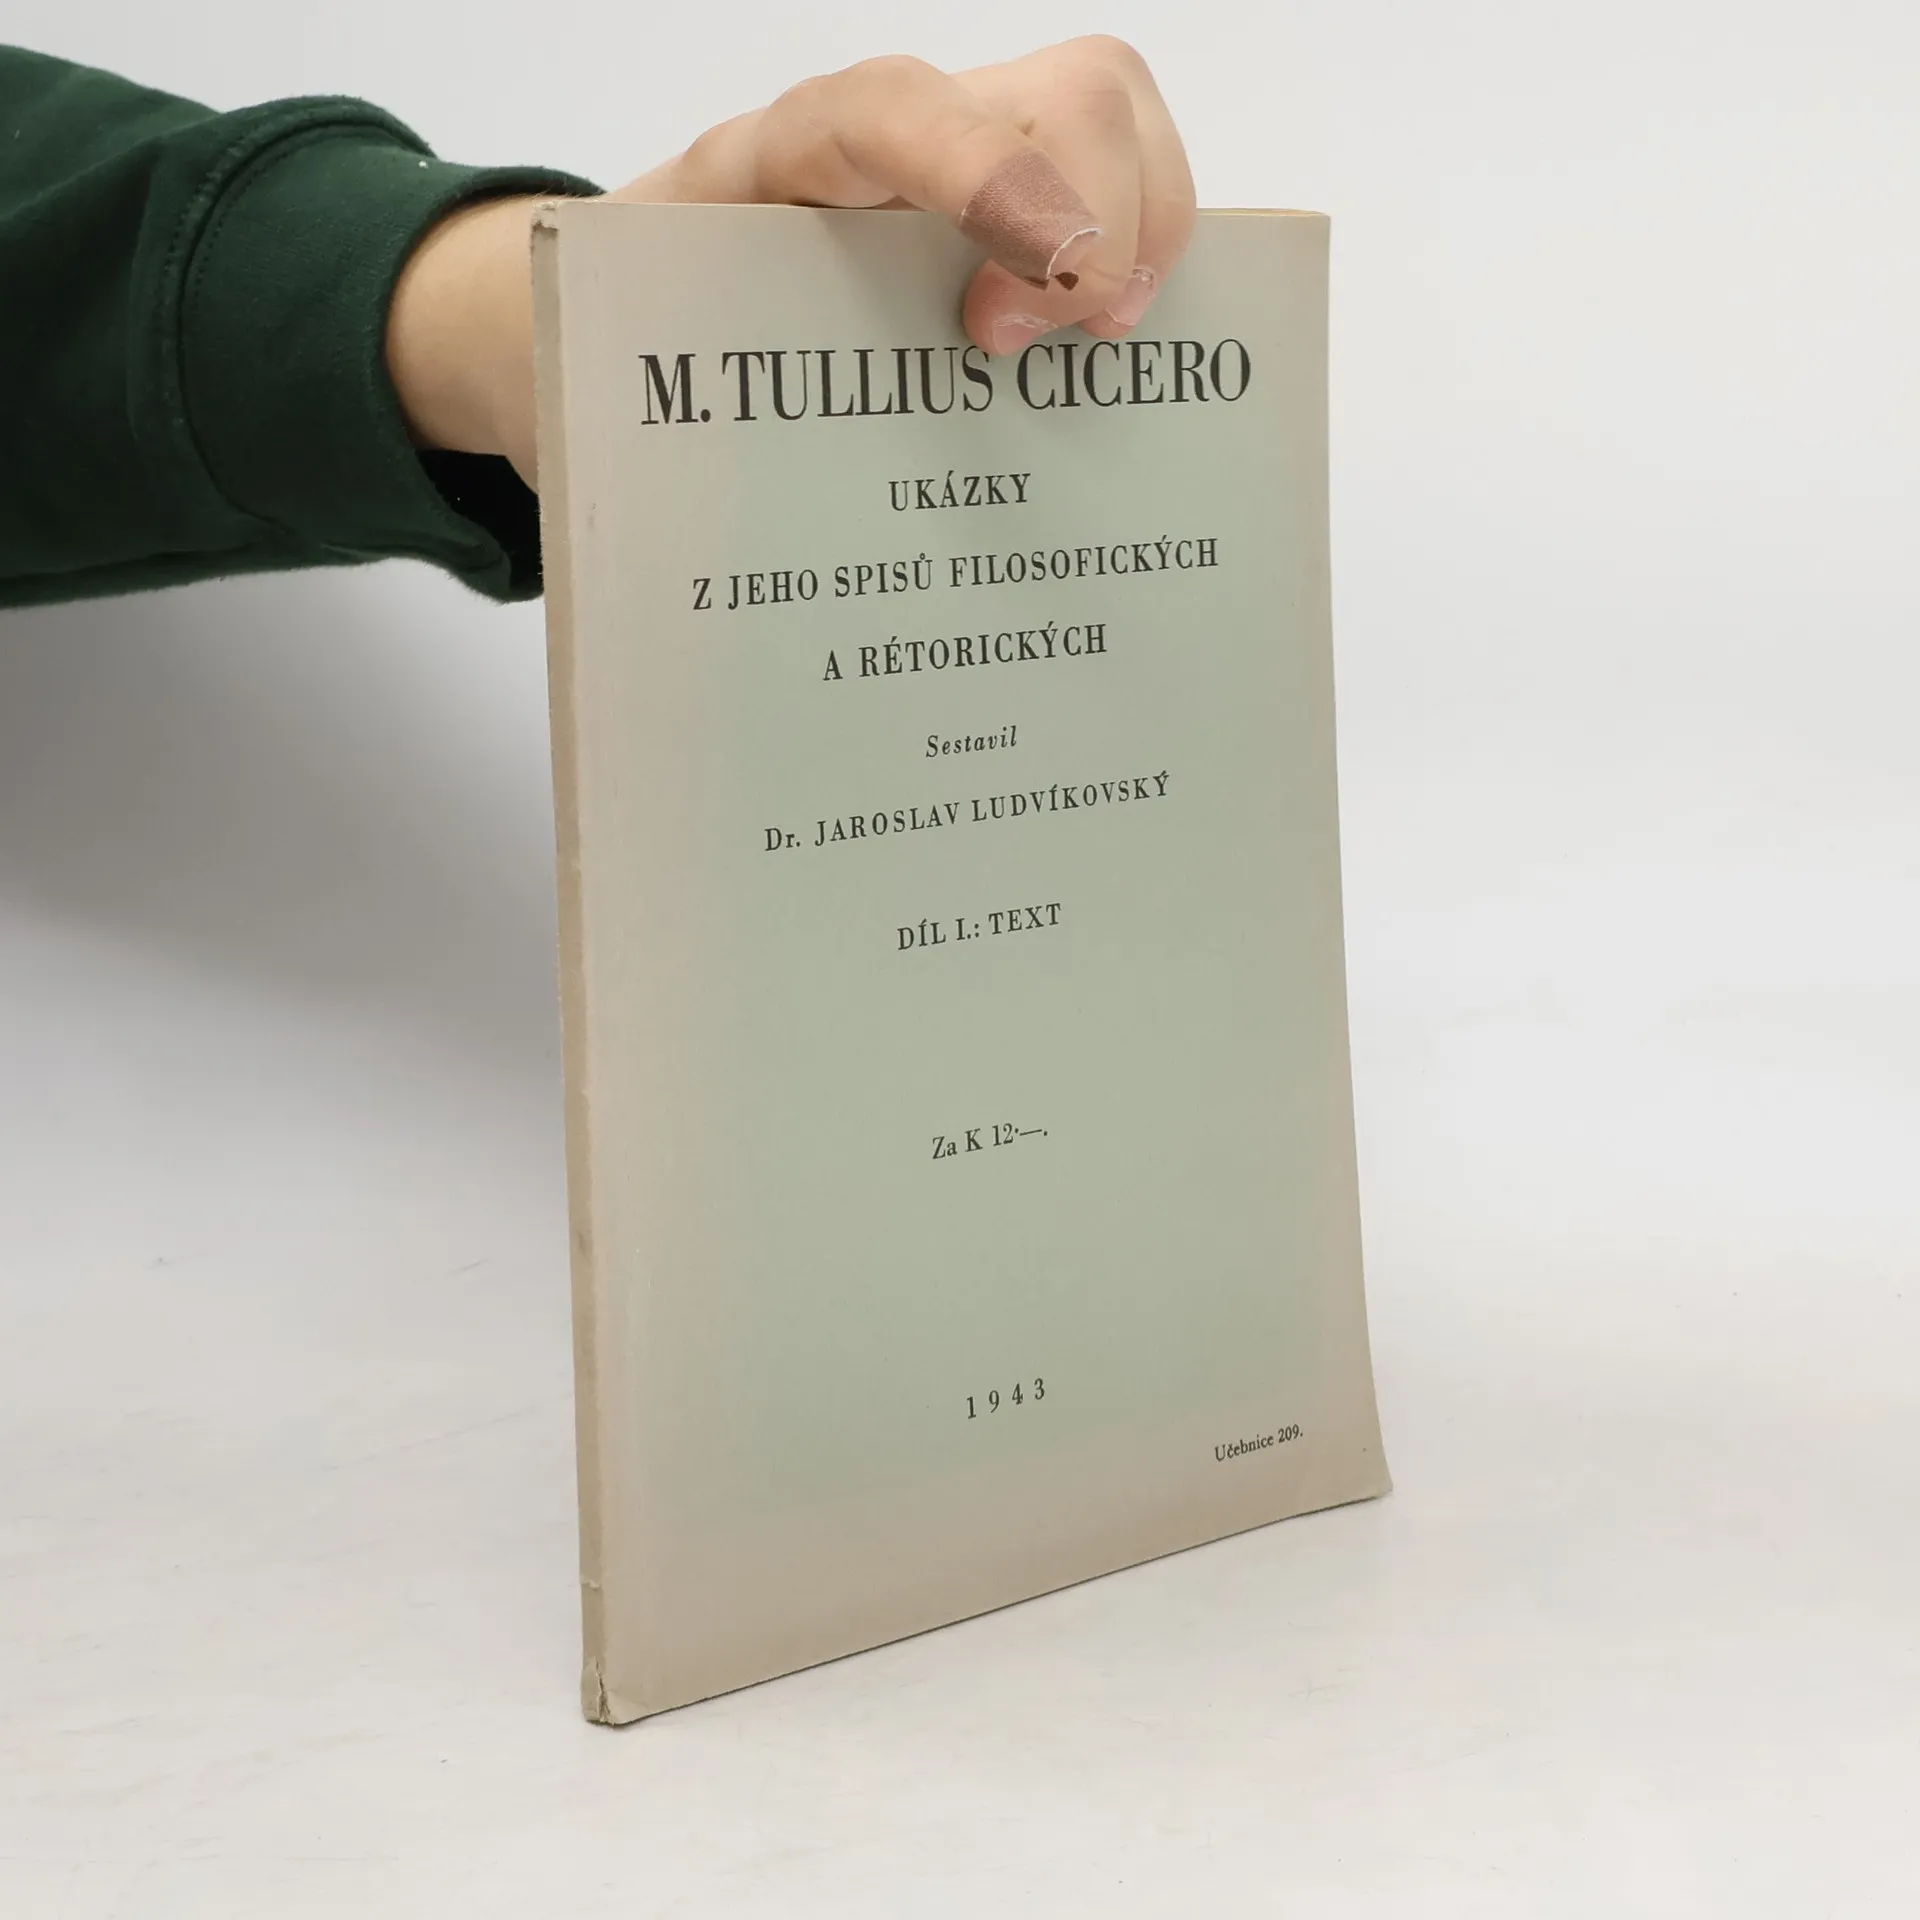 M. TULLIUS CICERO
UKÁZKY
Z JEHO SPISŮ FILOSOFICKÝCH
A RÉTORICKÝCH
Sestavil
Dr. JAROSLAV LUDVÍKOVSKÝ
DÍL I.: TEXT
Za K 12·—.
1943
Učebnice 209.